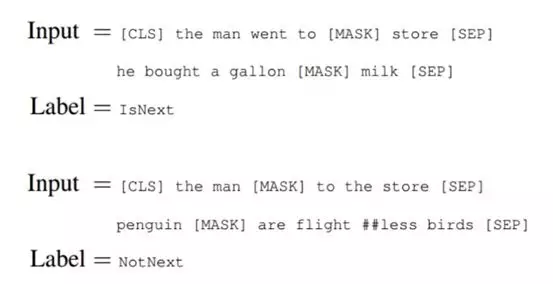 Input = [CLS] the man went to [MASK] store [SEP]
he bought a gallon [MASK] milk [SEP]
Label = IsNext
Input = [CLS] the man [MASK] to the store [SEP]
penguin [MASK] are flight ##less birds [SEP]
Label = NotNext